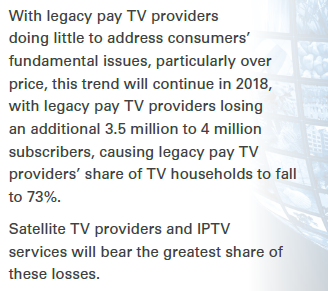 With legacy pay TV providers
doing little to address consumers’
fundamental issues, particularly over
price, this trend will continue in 2018,
with legacy pay TV providers losing
an additional 3.5 million to 4 million
subscribers, causing legacy pay TV
providers’ share of TV households to fall
to 73%.
Satellite TV providers and IPTV
services will bear the greatest share of
these losses.